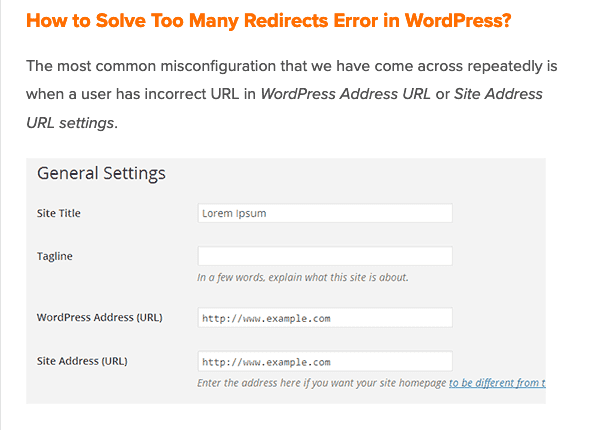 How to Solve Too Many Redirects Error in WordPress?
The most common misconfiguration that we have come across repeatedly is
when a user has incorrect URL in WordPress Address URL or Site Address
URL settings.
General Settings
Site Title
Lorem Ipsum
Tagline
In a few words, explain what this site is about.
WordPress Address (URL)
http://www.example.com
Site Address (URL)
http://www.example.com
Enter the address here if you want your site homepage to be different from t